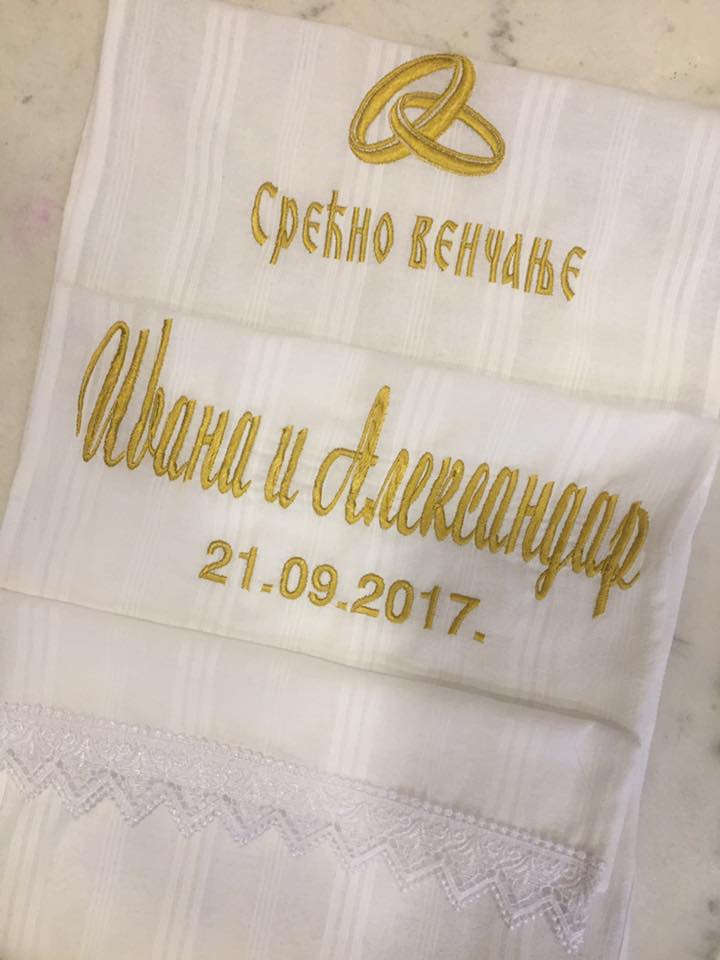 Срећно венчање
Ивана и Александар
21.09.2017.